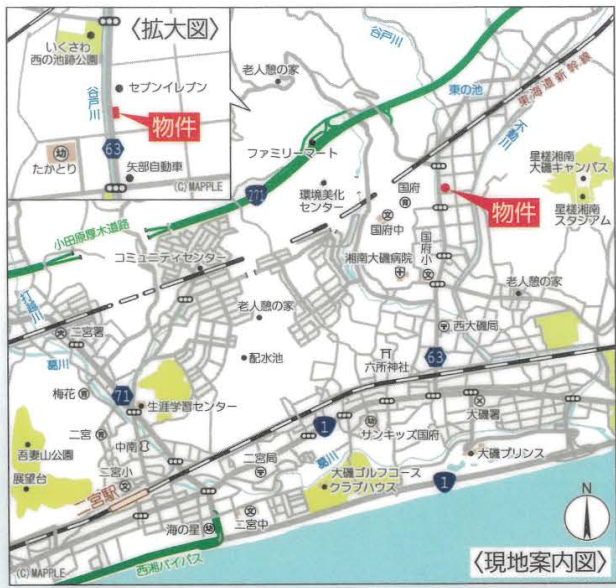 〈拡大図〉
いくさわ
西の池跡公園
谷戸川
セブンイレブン
物件
幼
たかとり
63
矢部自動車
(C)MAPPLE
谷戸川
老人憩の家
東の池
東海道新幹線
不動川
ファミリーマート
271
環境美化
センター
国府
文
国府中
物件
星槎湘南
大磯キャンパス
星槎湘南
スタジアム
小田原厚木道路
コミュニティセンター
湘南大磯病院
国府小
文
老人憩の家
打越川
二宮署
老人憩の家
西大磯局
葛川
配水池
六所神社
63
梅花
71
生涯学習センター
1
大磯署
二宮
サンキッズ国府
幼
吾妻山公園
中南
二宮局
葛川
大磯プリンス
展望台
二宮小
文
大磯ゴルフコース
クラブハウス
1
二宮駅
海の星
幼
文
二宮中
N
西湘バイパス
(C)MAPPLE
〈現地案内図〉